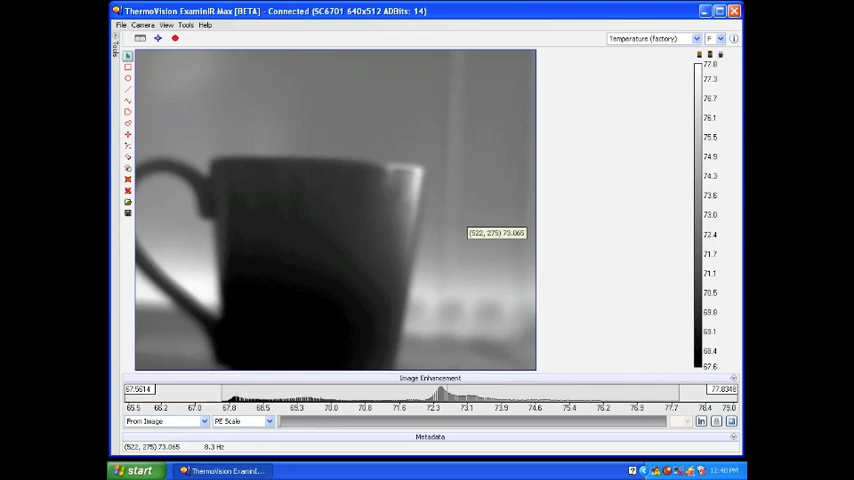 ThermoVision ExaminIR Max [BETA] - Connected (SC6701 640x512 ADBits: 14)
File Camera View Tools Help
Temperature (factory) F
Tools
77.8
77.3
76.7
76.1
75.5
74.9
74.3
73.6
73.0
72.4
71.7
71.1
70.5
69.8
69.1
68.4
67.6
(522, 275) 73.065
Image Enhancement
67.5614 77.8348
65.5 66.2 67.0 67.8 68.5 69.3 70.0 70.8 71.6 72.3 73.1 73.9 74.6 75.4 76.2 77.0 77.7 78.4 79.0
From Image PE Scale
Metadata
(522, 275) 73.065 8.3 Hz
start ThermoVision ExaminI... 12:40 PM